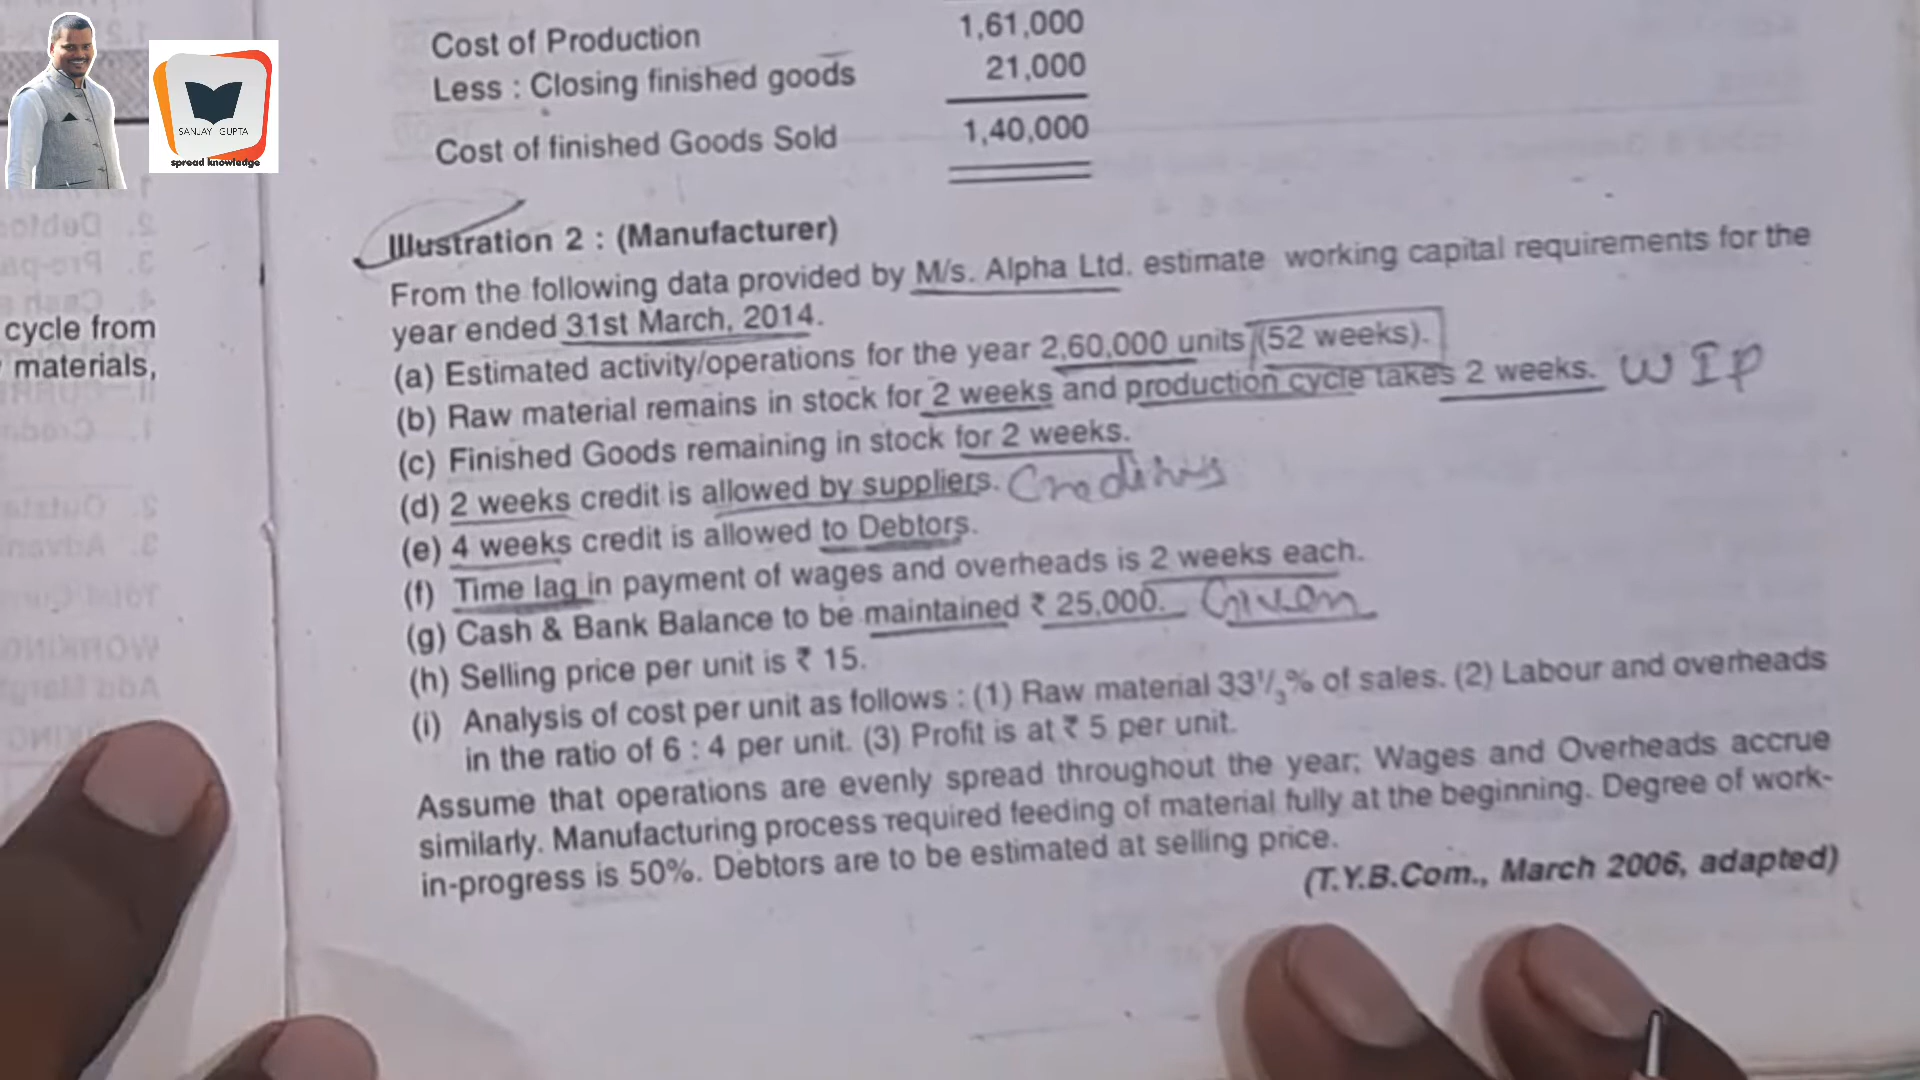 SANJAY GUPTA
spread knowledge
Cost of Production 1,61,000
Less : Closing finished goods 21,000
Cost of finished Goods Sold 1,40,000
cycle from
materials,
Illustration 2 : (Manufacturer)
From the following data provided by M/s. Alpha Ltd. estimate working capital requirements for the
year ended 31st March, 2014.
(a) Estimated activity/operations for the year 2,60,000 units (52 weeks).
(b) Raw material remains in stock for 2 weeks and production cycle takes 2 weeks. WIP
(c) Finished Goods remaining in stock for 2 weeks.
(d) 2 weeks credit is allowed by suppliers.
(e) 4 weeks credit is allowed to Debtors.
(f) Time lag in payment of wages and overheads is 2 weeks each.
(g) Cash & Bank Balance to be maintained ₹ 25,000. Given
(h) Selling price per unit is ₹ 15.
(i) Analysis of cost per unit as follows : (1) Raw material 33¹/₃% of sales. (2) Labour and overheads
in the ratio of 6 : 4 per unit. (3) Profit is at ₹ 5 per unit.
Assume that operations are evenly spread throughout the year; Wages and Overheads accrue
similarly. Manufacturing process required feeding of material fully at the beginning. Degree of work-
in-progress is 50%. Debtors are to be estimated at selling price.
(T.Y.B.Com., March 2006, adapted)